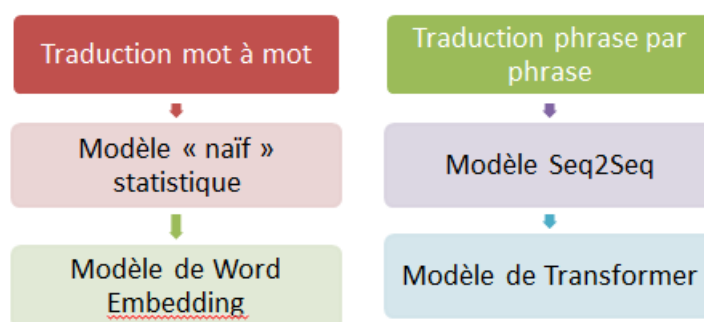 Traduction mot à mot
Modèle « naïf »
statistique
Modèle de Word
Embedding
Traduction phrase par
phrase
Modèle Seq2Seq
Modèle de Transformer